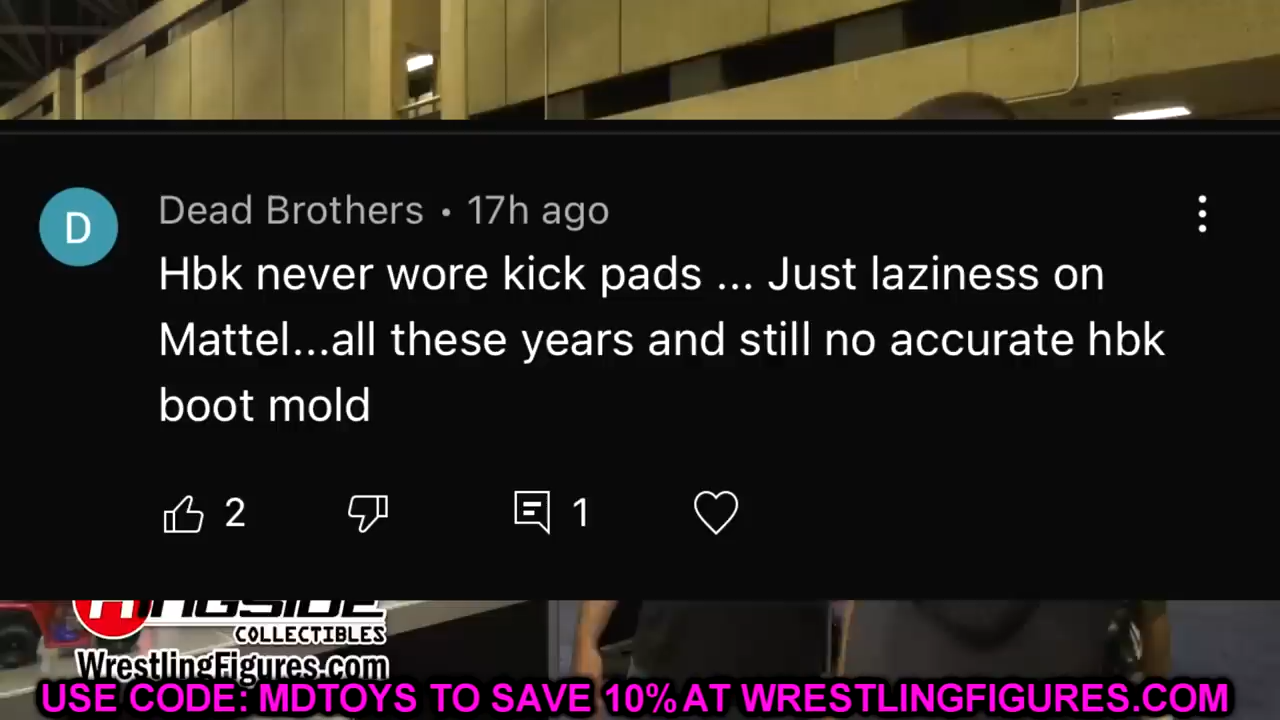 D
Dead Brothers • 17h ago
Hbk never wore kick pads ... Just laziness on
Mattel...all these years and still no accurate hbk
boot mold
2
1
COLLECTIBLES
WrestlingFigures.com
USE CODE: MDTOYS TO SAVE 10% AT WRESTLINGFIGURES.COM